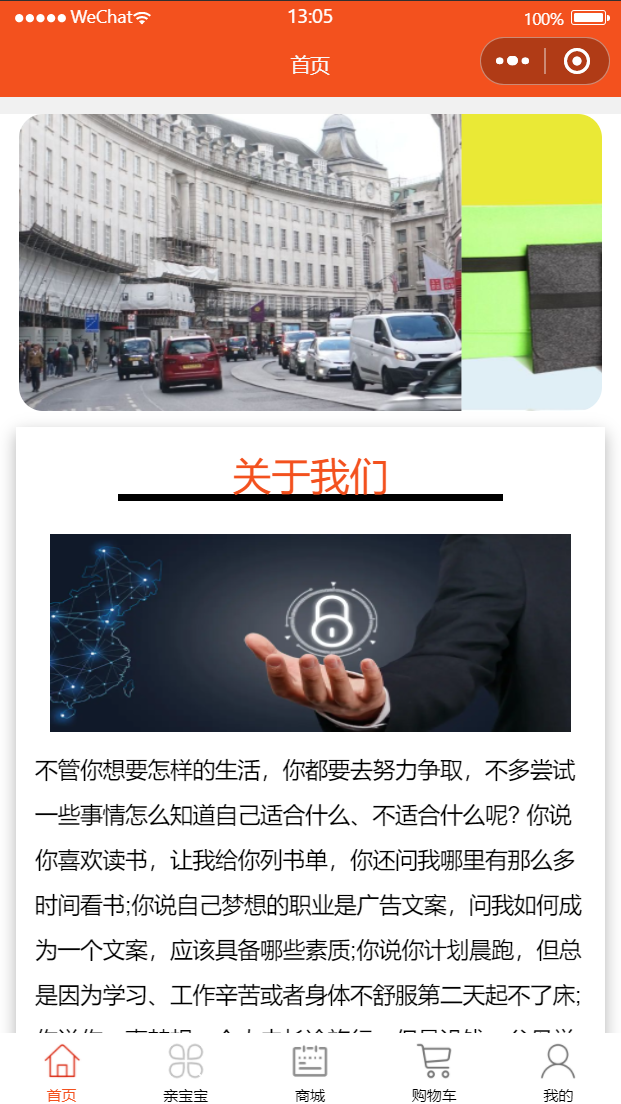 WeChat 13:05 100%
首页
关于我们
不管你想要怎样的生活，你都要去努力争取，不多尝试
一些事情怎么知道自己适合什么、不适合什么呢? 你说
你喜欢读书，让我给你列书单，你还问我哪里有那么多
时间看书;你说自己梦想的职业是广告文案，问我如何成
为一个文案，应该具备哪些素质;你说你计划晨跑，但总
是因为学习、工作辛苦或者身体不舒服第二天起不了床;
首页 亲宝宝 商城 购物车 我的